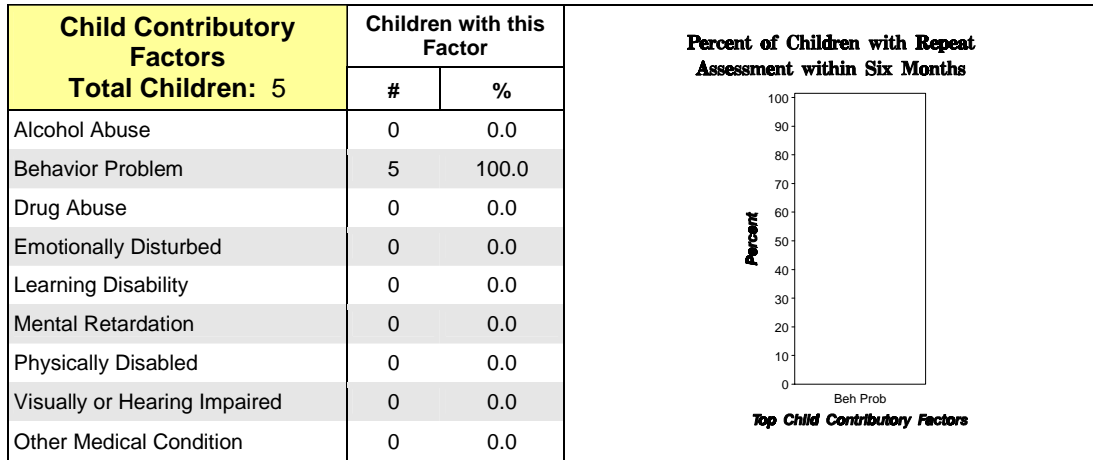 Child Contributory
Factors
Total Children: 5
Children with this
Factor
# %
Alcohol Abuse 0 0.0
Behavior Problem 5 100.0
Drug Abuse 0 0.0
Emotionally Disturbed 0 0.0
Learning Disability 0 0.0
Mental Retardation 0 0.0
Physically Disabled 0 0.0
Visually or Hearing Impaired 0 0.0
Other Medical Condition 0 0.0
Percent of Children with Repeat
Assessment within Six Months
Percent
100
90
80
70
60
50
40
30
20
10
0
Beh Prob
Top Child Contributory Factors